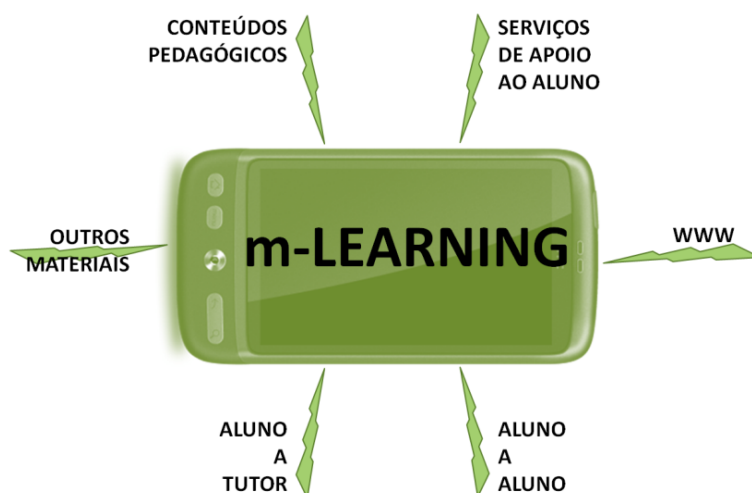 CONTEÚDOS
PEDAGÓGICOS
SERVIÇOS
DE APOIO
AO ALUNO
OUTROS
MATERIAIS
m-LEARNING
WWW
ALUNO
A
TUTOR
ALUNO
A
ALUNO